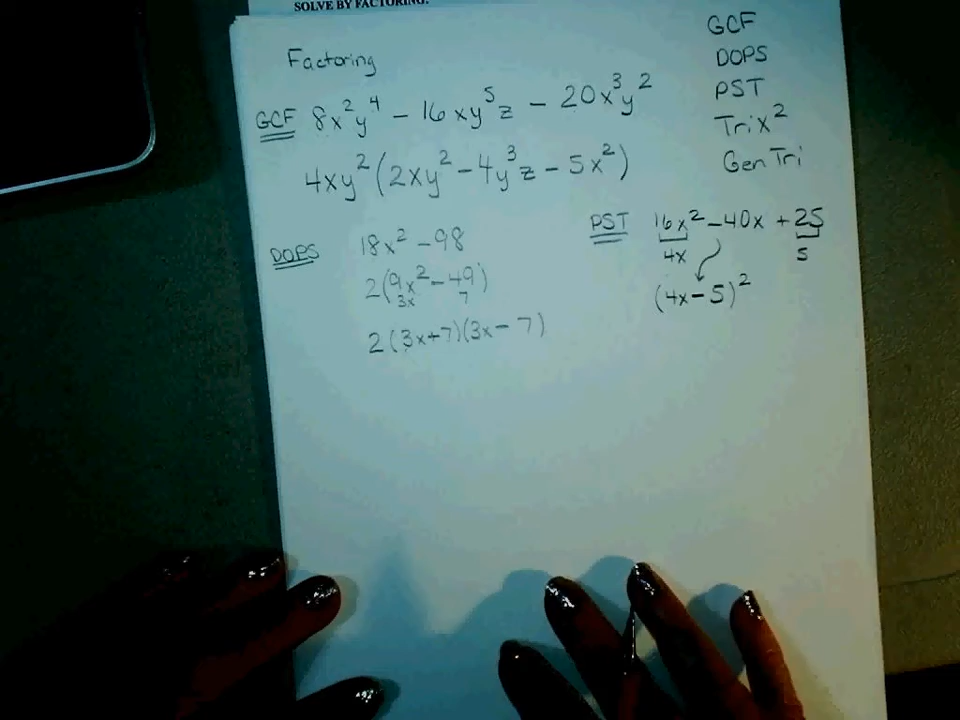 SOLVE BY FACTORING.
Factoring
GCF
DOPS
PST
Trix²
GenTri
GCF 8x²y⁴ - 16xy⁵z - 20x³y²
4xy²(2xy² - 4y³z - 5x²)
DOPS 18x² - 98
2(9x² - 49)
3x 7
2(3x+7)(3x-7)
PST 16x² - 40x + 25
4x 5
(4x-5)²